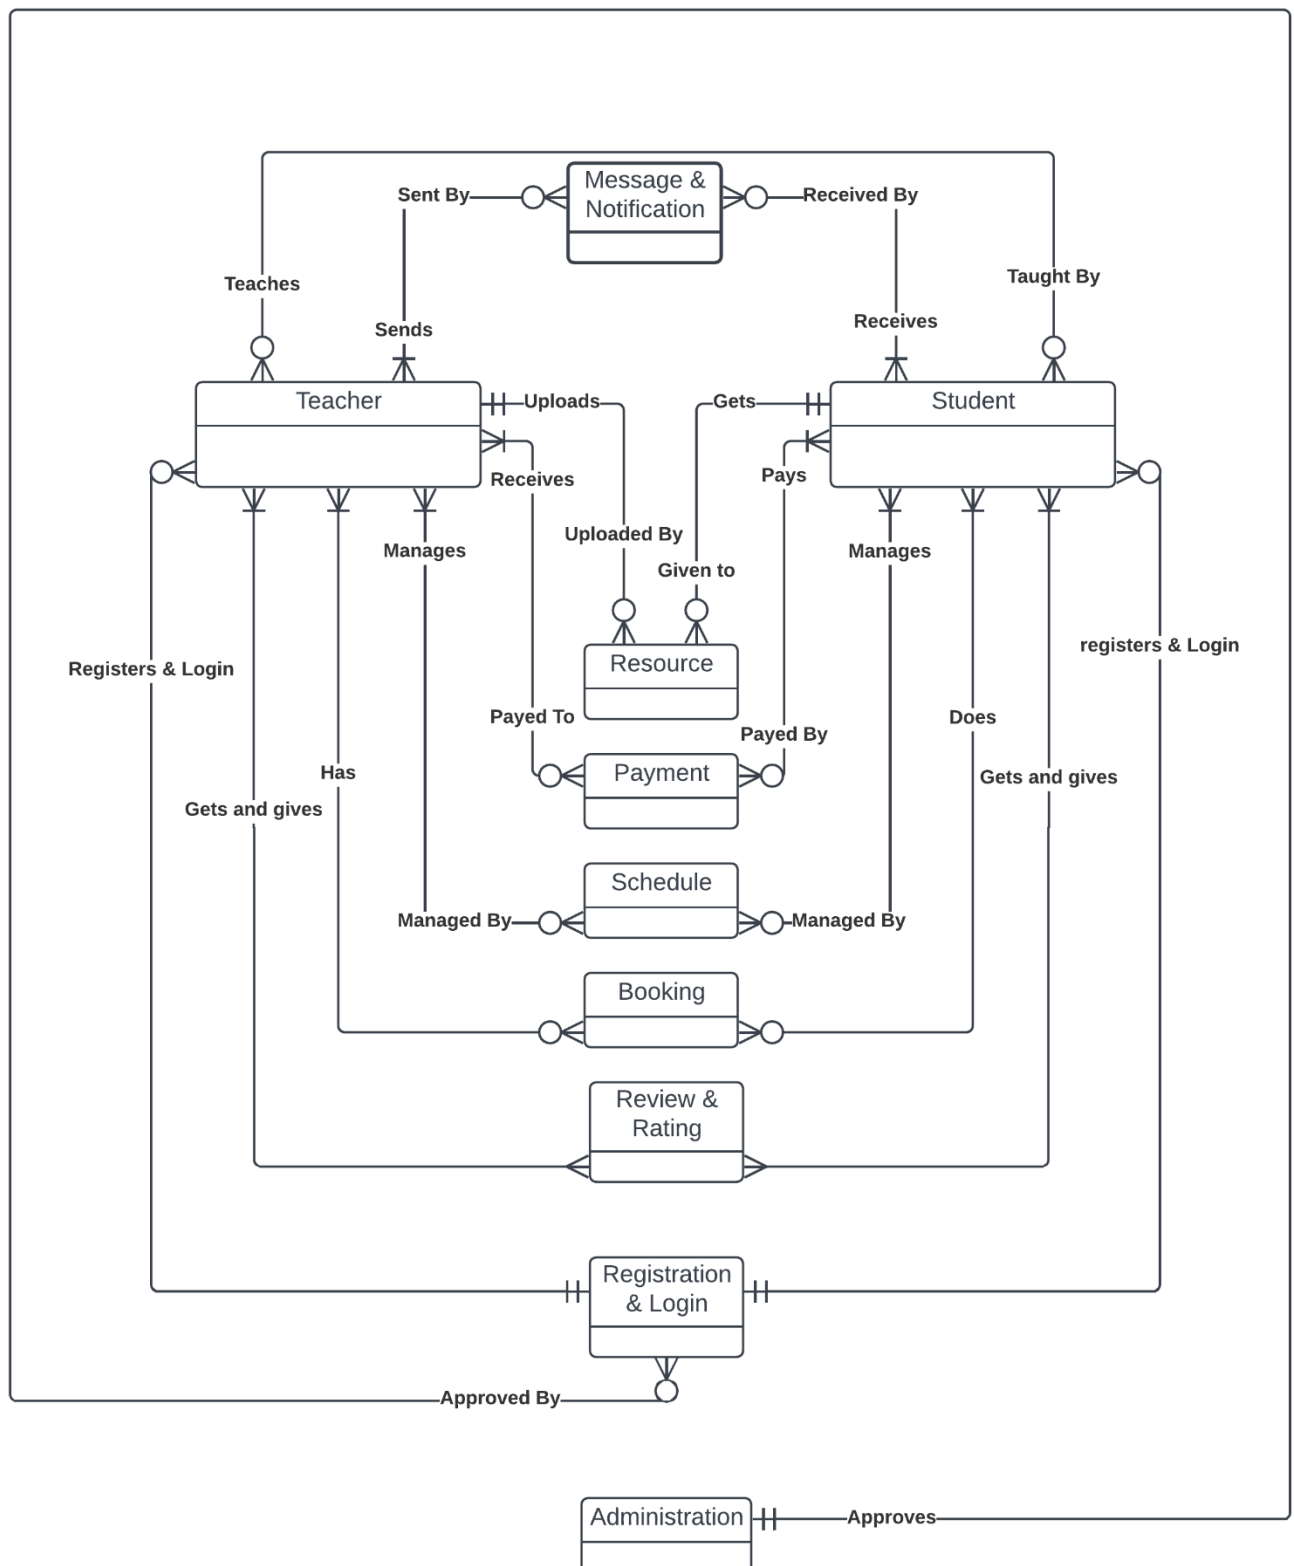 Message &
Notification
Sent By
Received By
Teaches
Taught By
Sends
Receives
Teacher
Uploads
Gets
Student
Receives
Pays
Uploaded By
Manages
Manages
Given to
Resource
Registers & Login
registers & Login
Payed To
Payed By
Does
Has
Payment
Gets and gives
Gets and gives
Schedule
Managed By
Managed By
Booking
Review &
Rating
Registration
& Login
Approved By
Administration
Approves